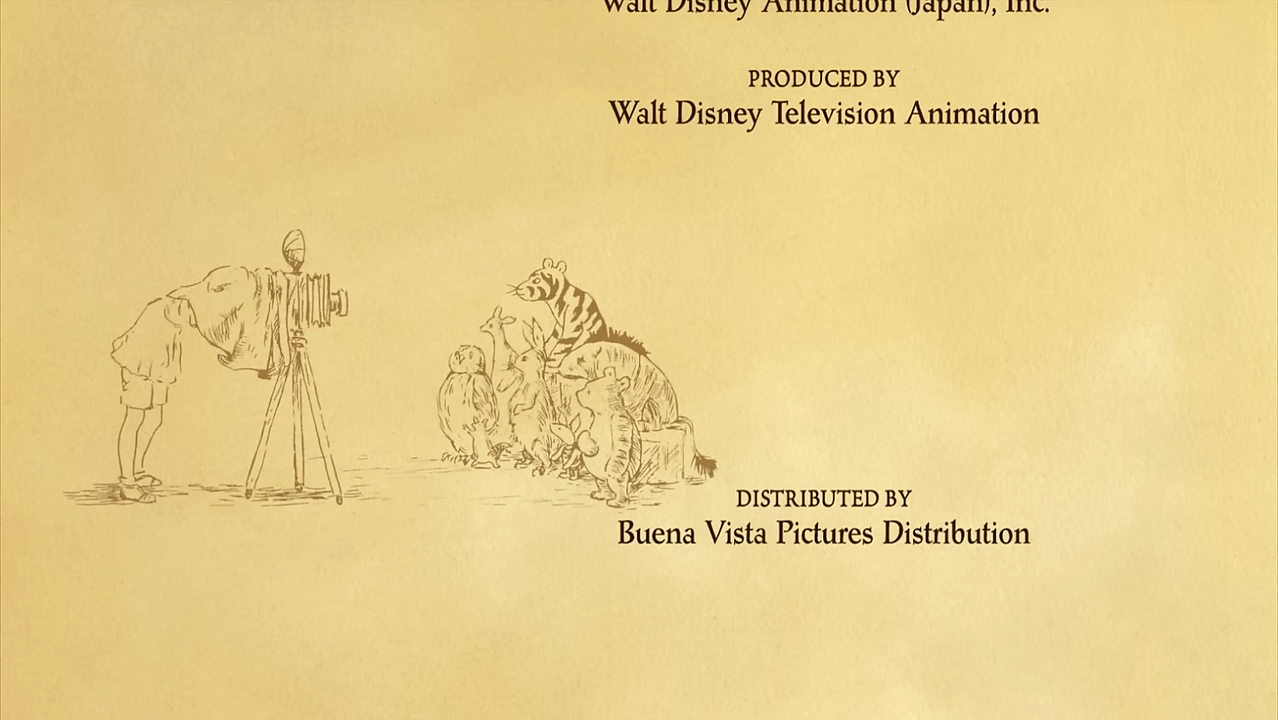 Walt Disney Animation (Japan), Inc.
PRODUCED BY
Walt Disney Television Animation
DISTRIBUTED BY
Buena Vista Pictures Distribution